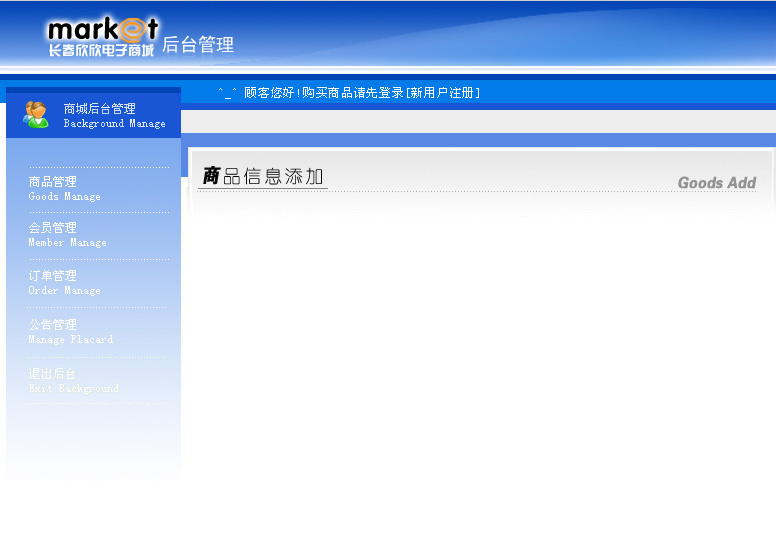 market
长春欣欣电子商城 后台管理
^_^ 顾客您好!购买商品请先登录[新用户注册]
商城后台管理
Background Manage
商品信息添加
Goods Add
商品管理
Goods Manage
会员管理
Member Manage
订单管理
Order Manage
公告管理
Manage Placard
退出后台
Exit Background